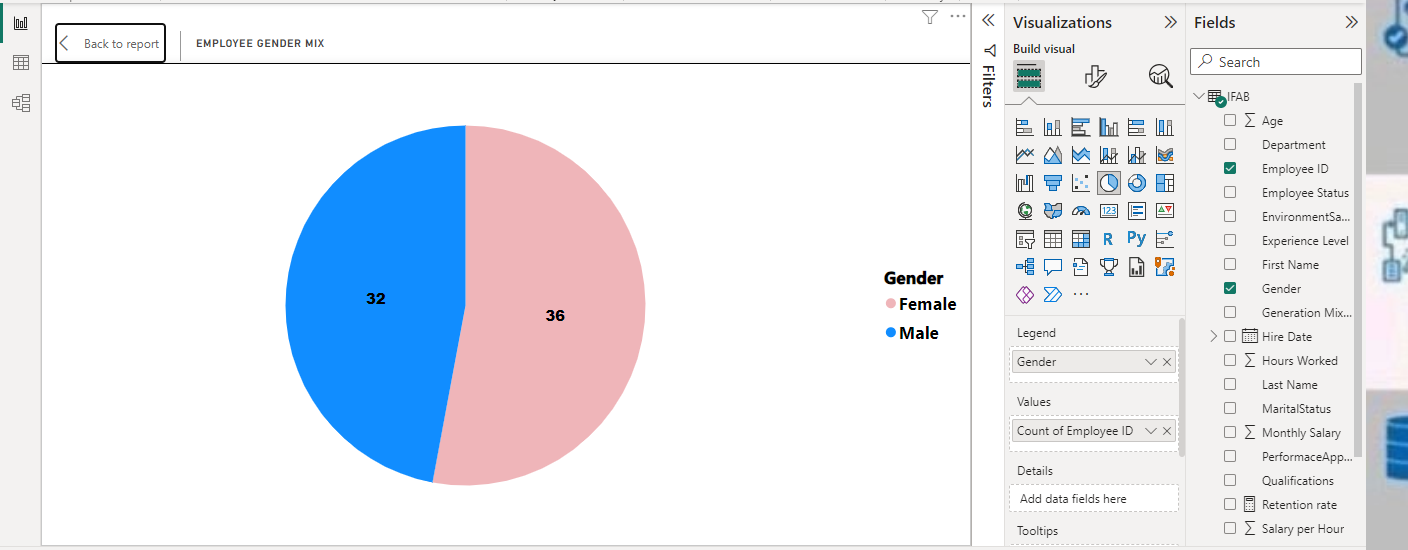 Back to report
EMPLOYEE GENDER MIX
32
36
Gender
Female
Male
Filters
Visualizations
Build visual
123
R
Py
...
Legend
Gender
Values
Count of Employee ID
Details
Add data fields here
Tooltips
Fields
Search
IFAB
Age
Department
Employee ID
Employee Status
EnvironmentSa...
Experience Level
First Name
Gender
Generation Mix...
Hire Date
Hours Worked
Last Name
MaritalStatus
Monthly Salary
PerformaceApp...
Qualifications
Retention rate
Salary per Hour